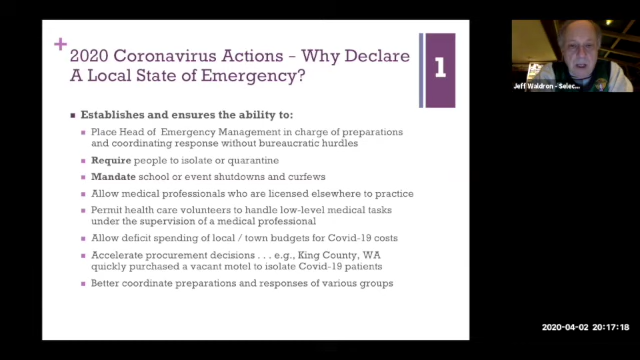 +
2020 Coronavirus Actions – Why Declare
A Local State of Emergency?
1
■ Establishes and ensures the ability to:
■ Place Head of Emergency Management in charge of preparations
and coordinating response without bureaucratic hurdles
■ Require people to isolate or quarantine
■ Mandate school or event shutdowns and curfews
■ Allow medical professionals who are licensed elsewhere to practice
■ Permit health care volunteers to handle low-level medical tasks
under the supervision of a medical professional
■ Allow deficit spending of local / town budgets for Covid-19 costs
■ Accelerate procurement decisions . . . e.g., King County, WA
quickly purchased a vacant motel to isolate Covid-19 patients
■ Better coordinate preparations and responses of various groups
Jeff Waldron - Selec...
2020-04-02 20:17:18